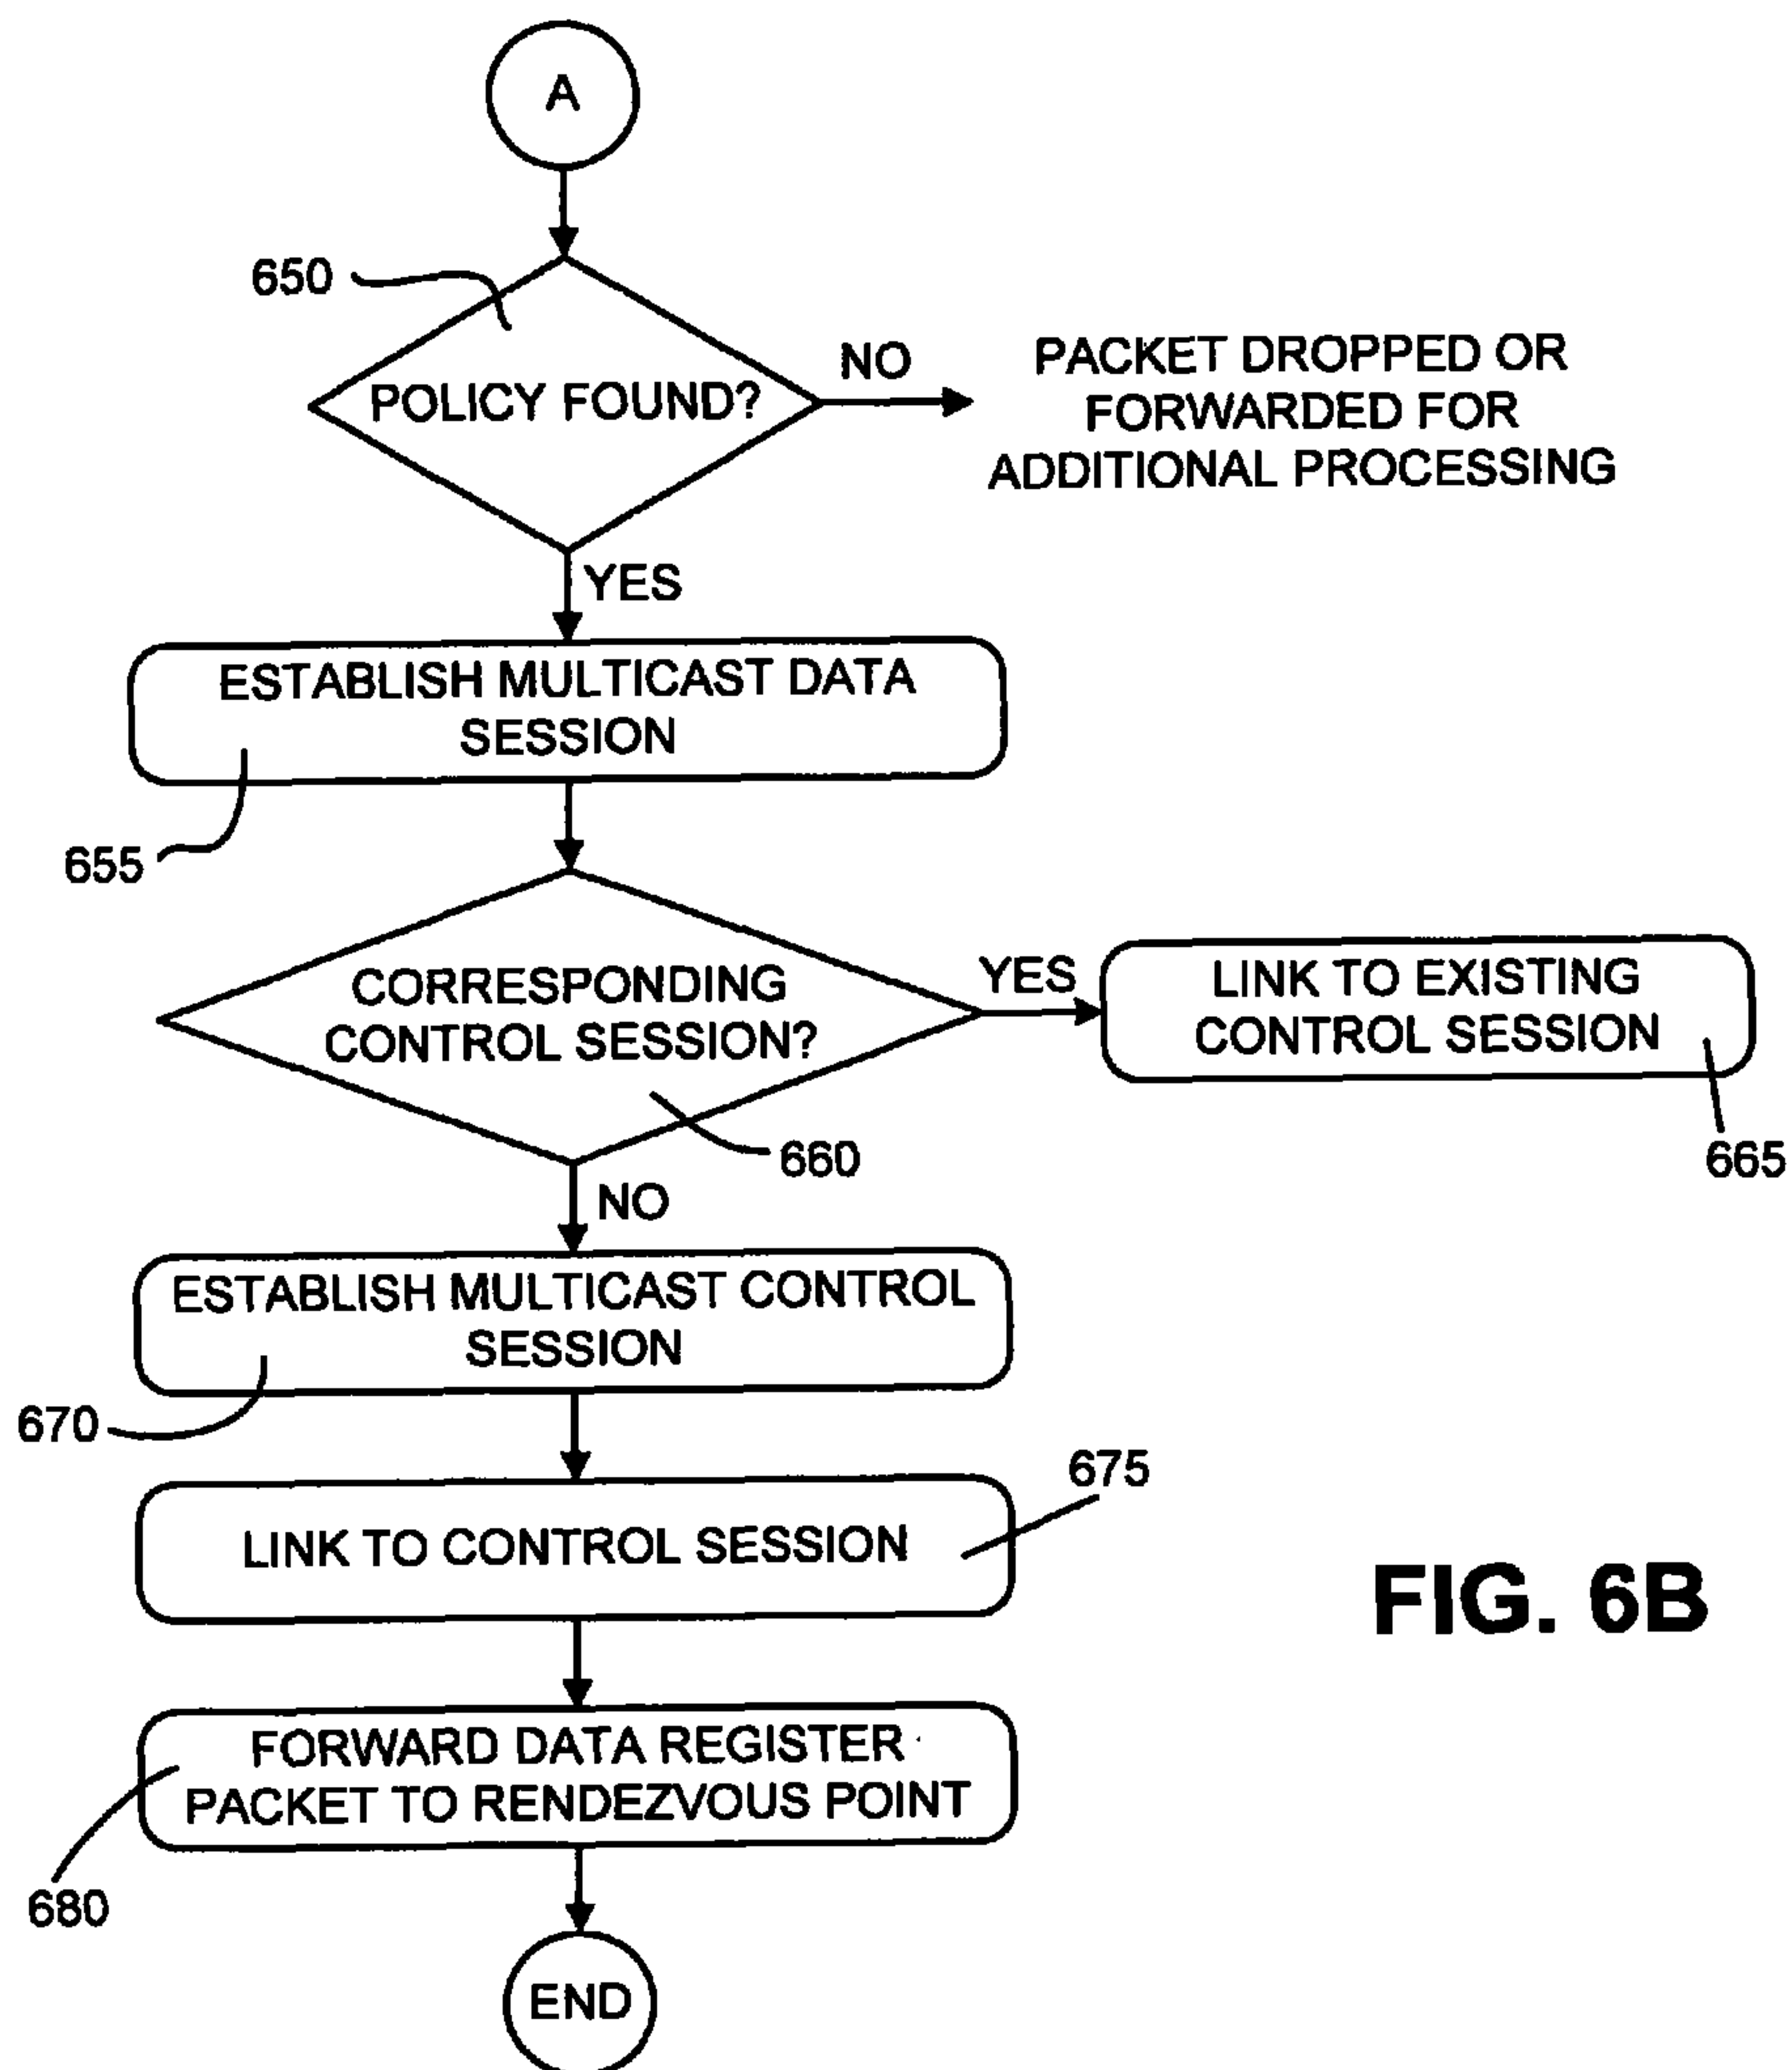 A
650
POLICY FOUND?
NO
PACKET DROPPED OR
FORWARDED FOR
ADDITIONAL PROCESSING
YES
ESTABLISH MULTICAST DATA
SESSION
655
CORRESPONDING
CONTROL SESSION?
YES
LINK TO EXISTING
CONTROL SESSION
660
665
NO
ESTABLISH MULTICAST CONTROL
SESSION
670
675
LINK TO CONTROL SESSION
FIG. 6B
FORWARD DATA REGISTER
PACKET TO RENDEZVOUS POINT
680
END